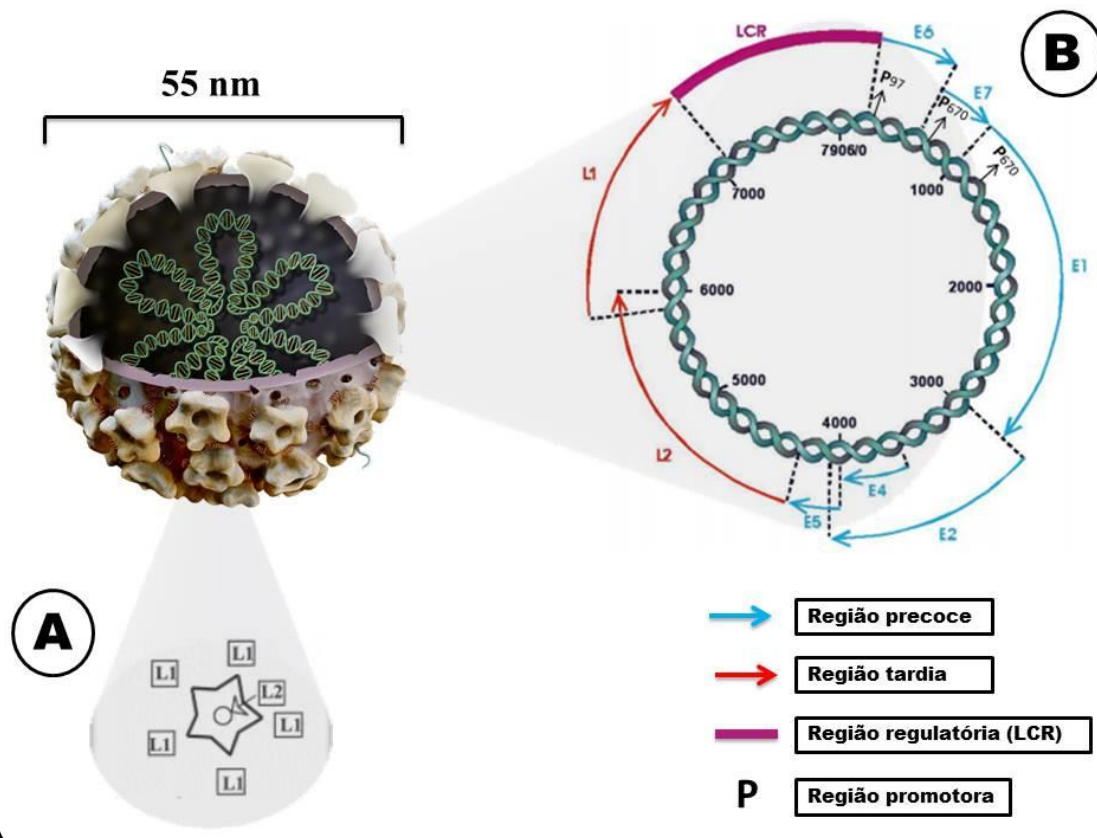 55 nm
A
L1
L1
L2
L1
L1
L1
B
LCR
E6
P97
E7
P670
P670
7906/0
1000
7000
L1
E1
6000
2000
5000
3000
4000
L2
E4
E5
E2
Região precoce
Região tardia
Região regulatória (LCR)
P
Região promotora